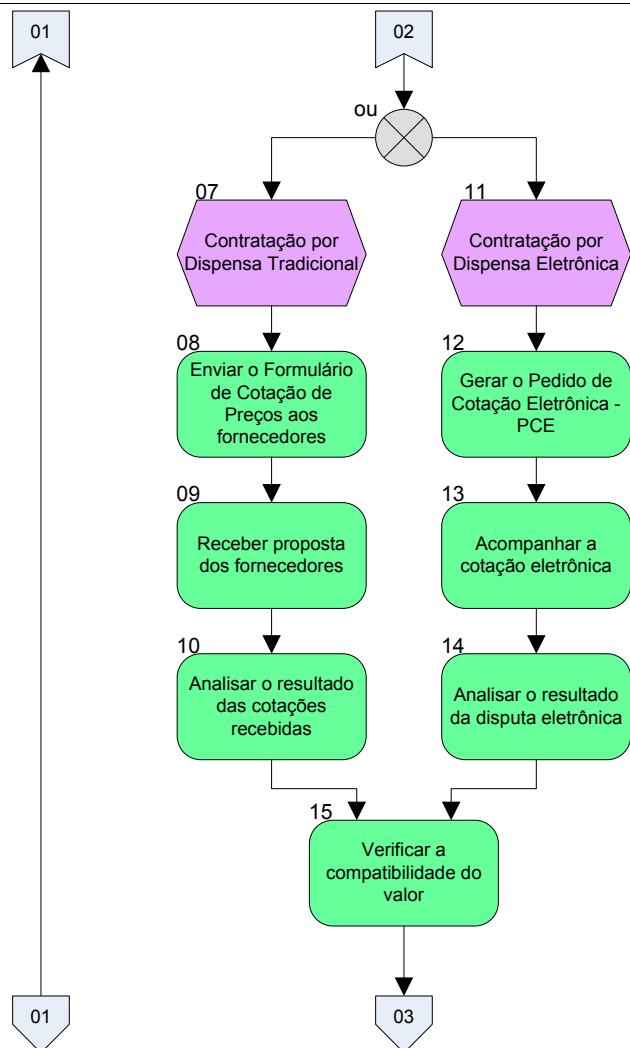 01
02
ou
07
Contratação por
Dispensa Tradicional
11
Contratação por
Dispensa Eletrônica
08
Enviar o Formulário
de Cotação de
Preços aos
fornecedores
12
Gerar o Pedido de
Cotação Eletrônica -
PCE
09
Receber proposta
dos fornecedores
13
Acompanhar a
cotação eletrônica
10
Analisar o resultado
das cotações
recebidas
14
Analisar o resultado
da disputa eletrônica
15
Verificar a
compatibilidade do
valor
01
03